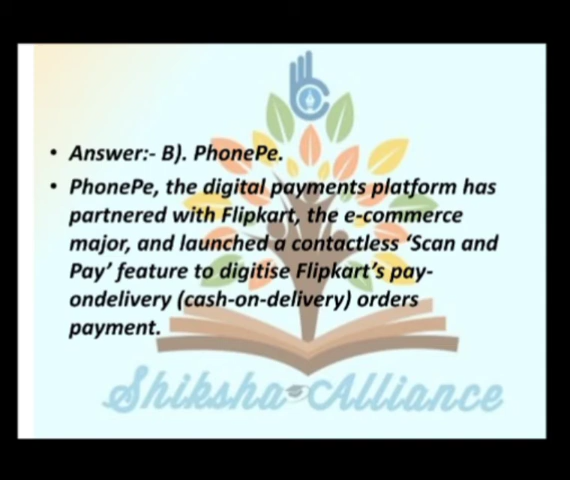 • Answer:- B). PhonePe.
• PhonePe, the digital payments platform has
partnered with Flipkart, the e-commerce
major, and launched a contactless ‘Scan and
Pay’ feature to digitise Flipkart’s pay-
ondelivery (cash-on-delivery) orders
payment.
Shiksha Alliance